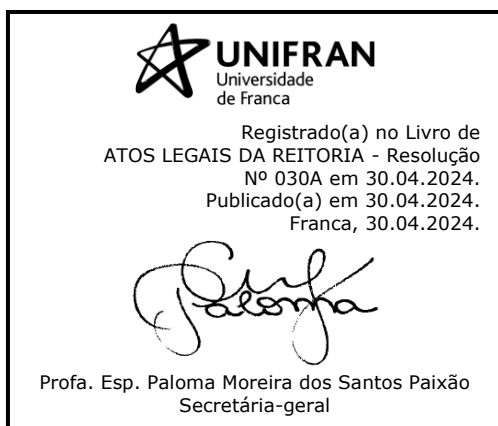 UNIFRAN
Universidade
de Franca
Registrado(a) no Livro de
ATOS LEGAIS DA REITORIA - Resolução
Nº 030A em 30.04.2024.
Publicado(a) em 30.04.2024.
Franca, 30.04.2024.
Paloma
Profa. Esp. Paloma Moreira dos Santos Paixão
Secretária-geral